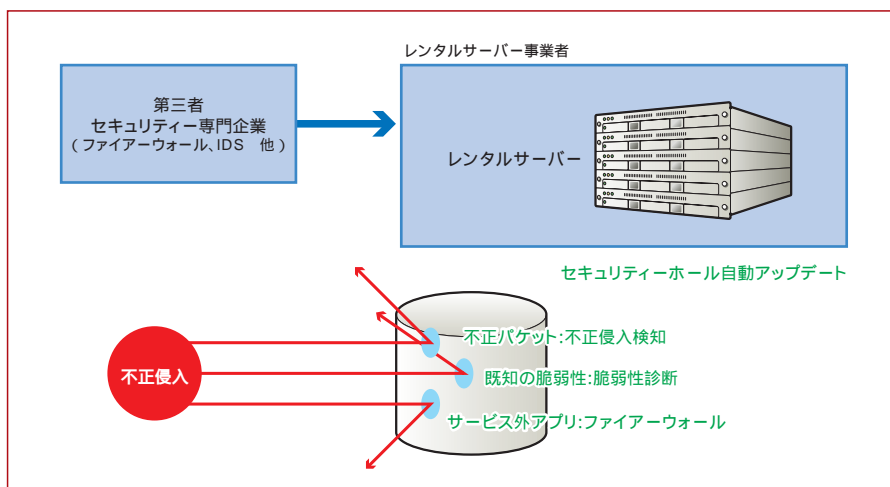 レンタルサーバー事業者
第三者
セキュリティー専門企業
(ファイアーウォール、IDS 他)
レンタルサーバー
セキュリティーホール自動アップデート
不正パケット:不正侵入検知
不正侵入
既知の脆弱性:脆弱性診断
サービス外アプリ:ファイアーウォール